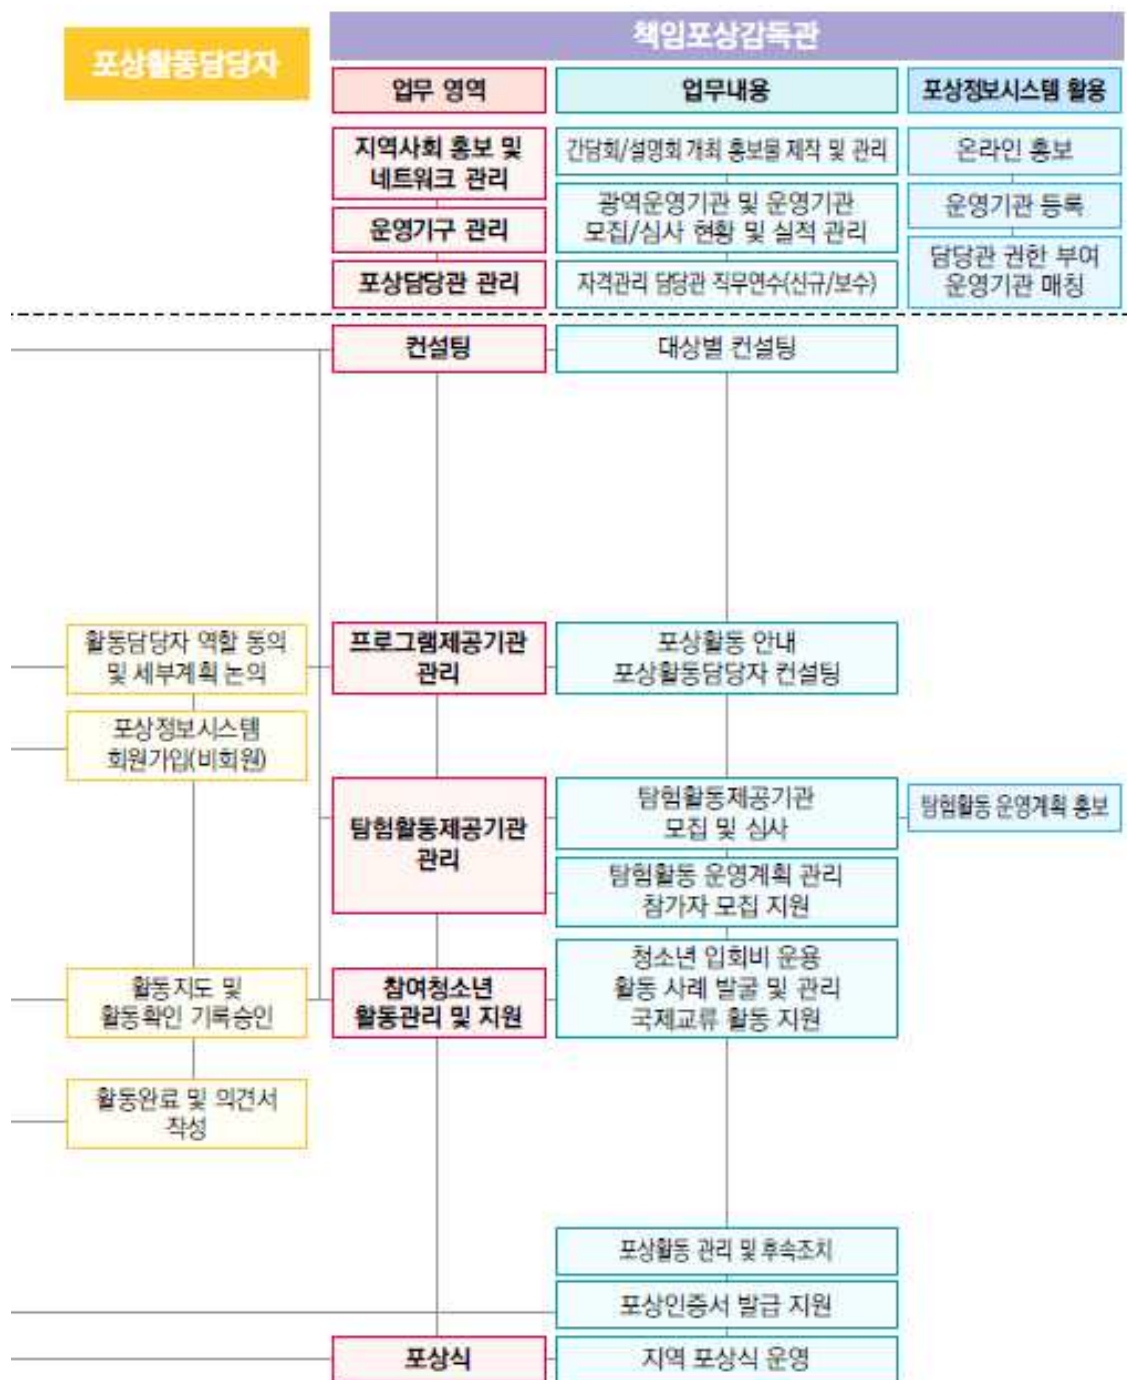 포상활동담당자
책임포상감독관
업무 영역
업무내용
포상정보시스템 활용
지역사회 홍보 및
네트워크 관리
간담회/설명회 개최 홍보물 제작 및 관리
온라인 홍보
운영기구 관리
광역운영기관 및 운영기관
모집/심사 현황 및 실적 관리
운영기관 등록
포상담당관 관리
자격관리 담당관 직무연수(신규/보수)
담당관 권한 부여
운영기관 매칭
컨설팅
대상별 컨설팅
활동담당자 역할 동의
및 세부계획 논의
프로그램제공기관
관리
포상활동 안내
포상활동담당자 컨설팅
포상정보시스템
회원가입(비회원)
탐험활동제공기관
관리
탐험활동제공기관
모집 및 심사
탐험활동 운영계획 홍보
탐험활동 운영계획 관리
참가자 모집 지원
활동지도 및
활동확인 기록승인
참여청소년
활동관리 및 지원
청소년 입회비 운용
활동 사례 발굴 및 관리
국제교류 활동 지원
활동완료 및 의견서
작성
포상활동 관리 및 후속조치
포상인증서 발급 지원
포상식
지역 포상식 운영